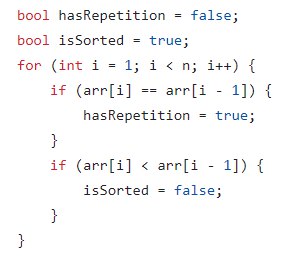 bool hasRepetition = false;
bool isSorted = true;
for (int i = 1; i < n; i++) {
    if (arr[i] == arr[i - 1]) {
        hasRepetition = true;
    }
    if (arr[i] < arr[i - 1]) {
        isSorted = false;
    }
}